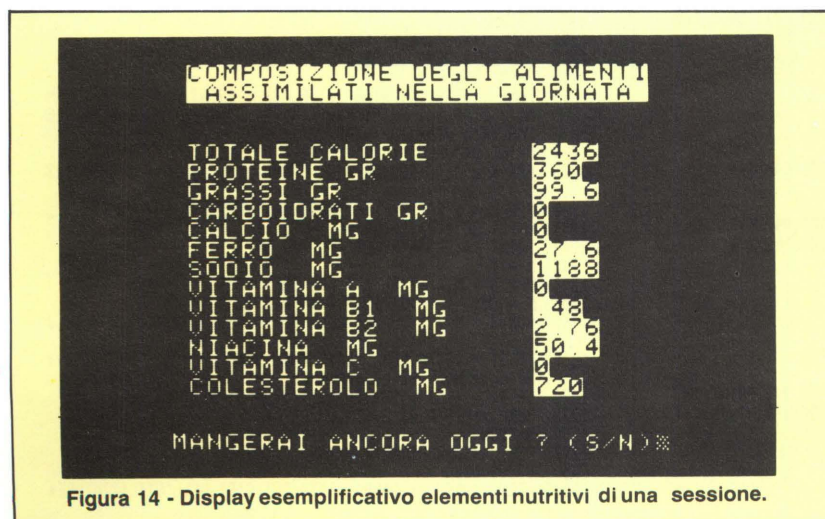 COMPOSIZIONE DEGLI ALIMENTI
ASSIMILATI NELLA GIORNATA
TOTALE CALORIE 2436
PROTEINE GR 360
GRASSI GR 99.6
CARBOIDRATI GR 0
CALCIO MG 0
FERRO MG 27.6
SODIO MG 1188
VITAMINA A MG 0
VITAMINA B1 MG .48
VITAMINA B2 MG 2.76
NIACINA MG 50.4
VITAMINA C MG 0
COLESTEROLO MG 720
MANGERAI ANCORA OGGI ? (S/N)
Figura 14 - Display esemplificativo elementi nutritivi di una sessione.